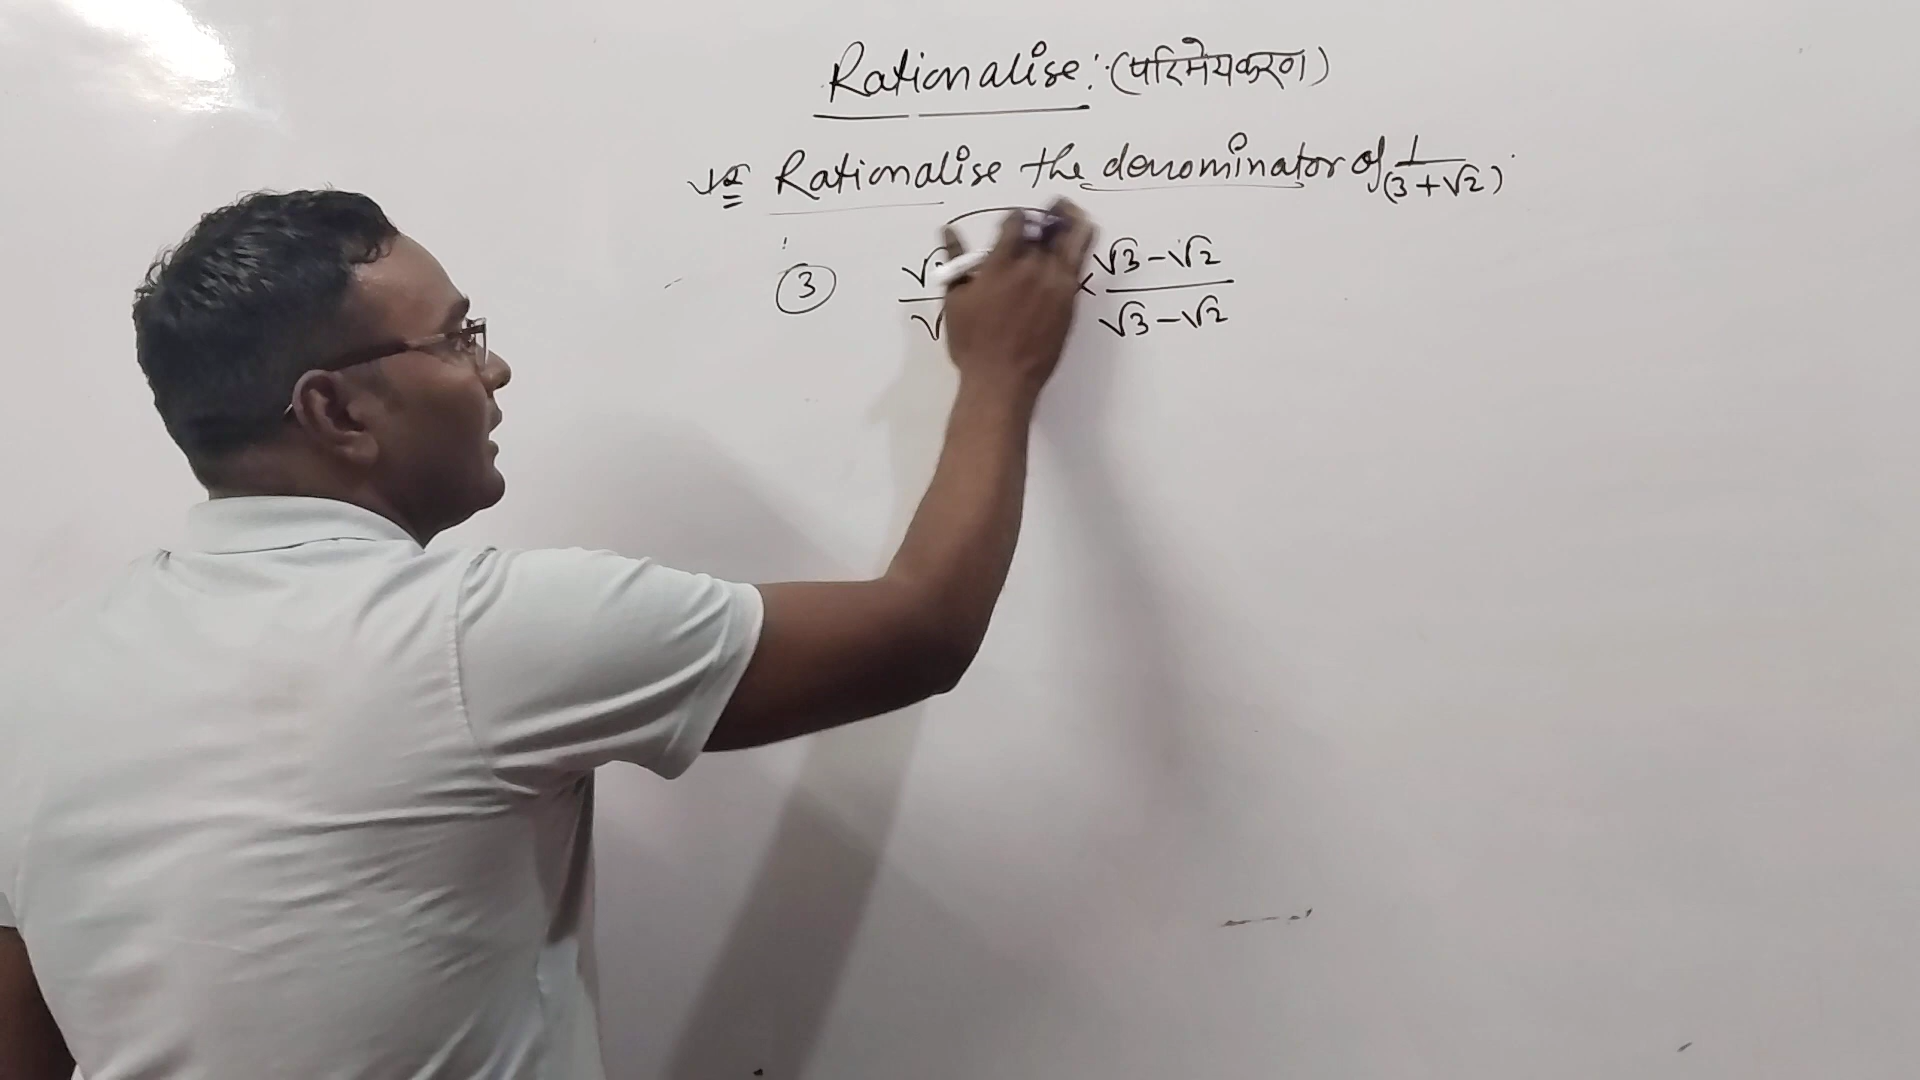 Rationalise: (परिमेयकरण)
Rationalise the denominator of 1/(3+√2)
③ √ / √ × √3-√2 / √3-√2